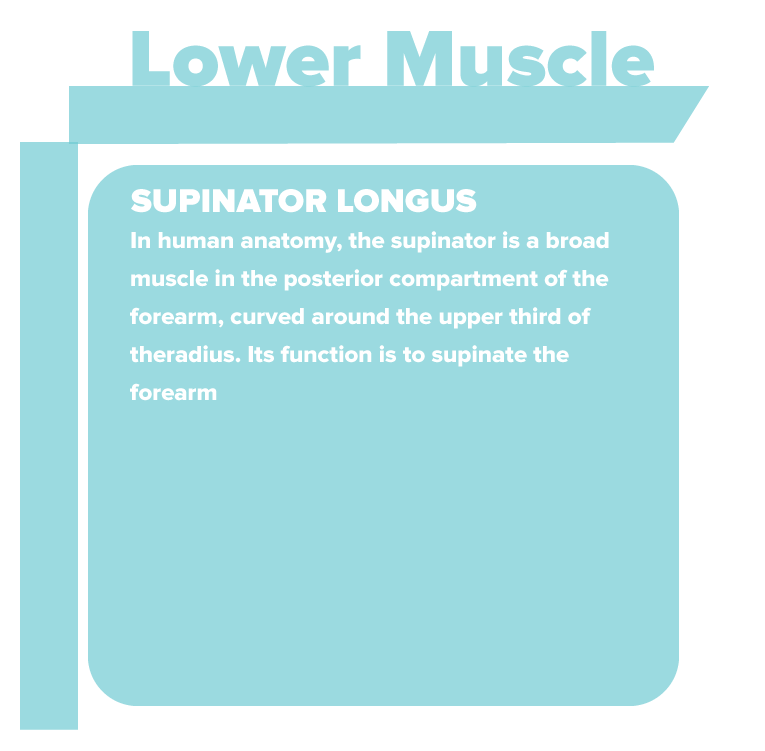 Lower Muscle
SUPINATOR LONGUS
In human anatomy, the supinator is a broad
muscle in the posterior compartment of the
forearm, curved around the upper third of
theradius. Its function is to supinate the
forearm